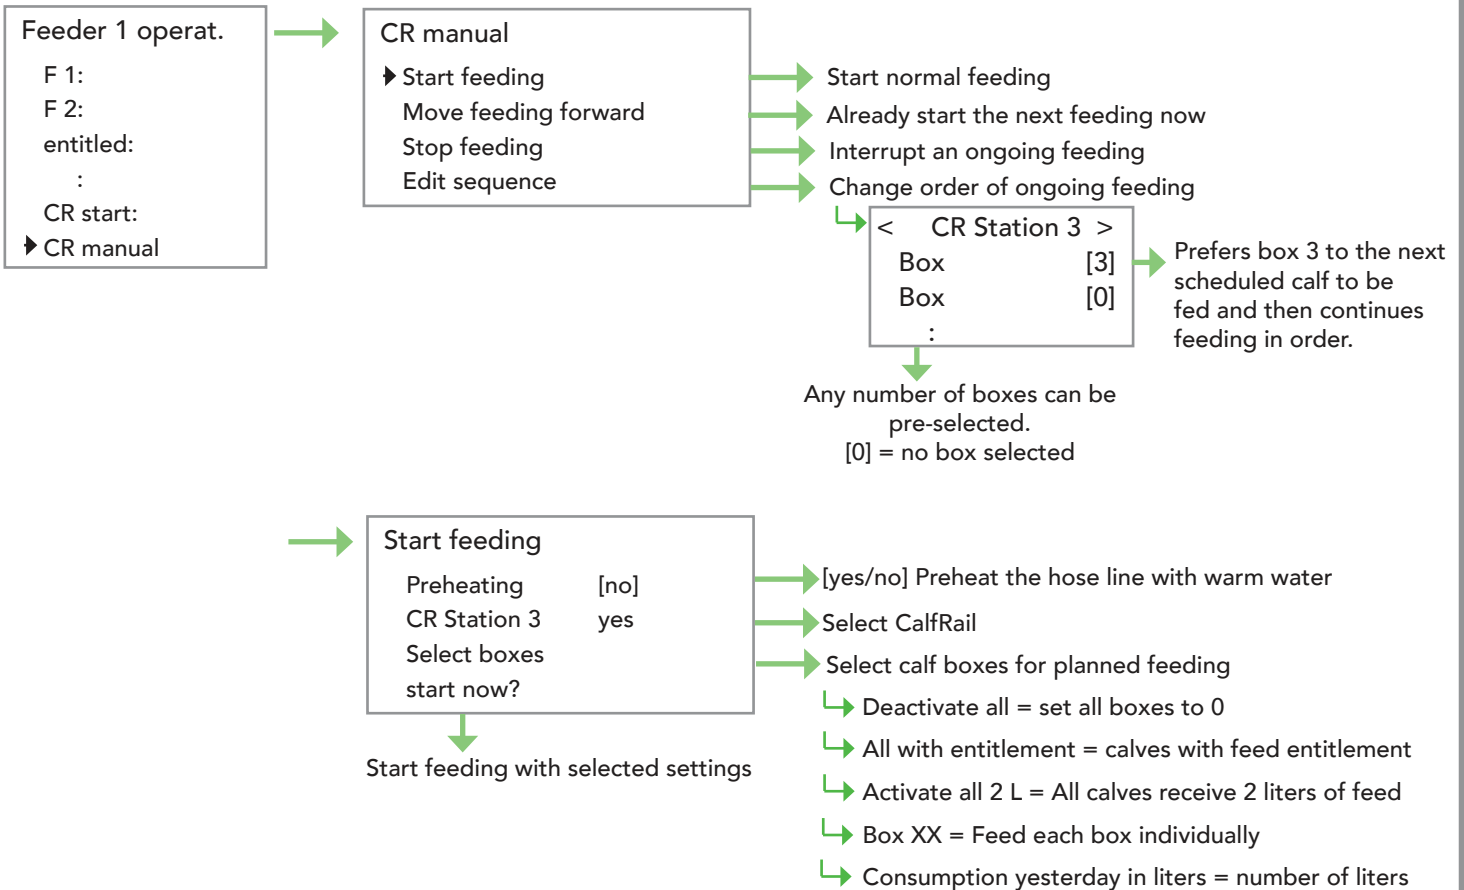 Feeder 1 operat.
F 1:
F 2:
entitled:
:
CR start:
CR manual
CR manual
Start feeding
Move feeding forward
Stop feeding
Edit sequence
Start normal feeding
Already start the next feeding now
Interrupt an ongoing feeding
Change order of ongoing feeding
< CR Station 3 >
Box [3]
Box [0]
:
Prefers box 3 to the next
scheduled calf to be
fed and then continues
feeding in order.
Any number of boxes can be
pre-selected.
[0] = no box selected
Start feeding
Preheating [no]
CR Station 3 yes
Select boxes
start now?
[yes/no] Preheat the hose line with warm water
Select CalfRail
Select calf boxes for planned feeding
Deactivate all = set all boxes to 0
All with entitlement = calves with feed entitlement
Activate all 2 L = All calves receive 2 liters of feed
Box XX = Feed each box individually
Consumption yesterday in liters = number of liters
Start feeding with selected settings